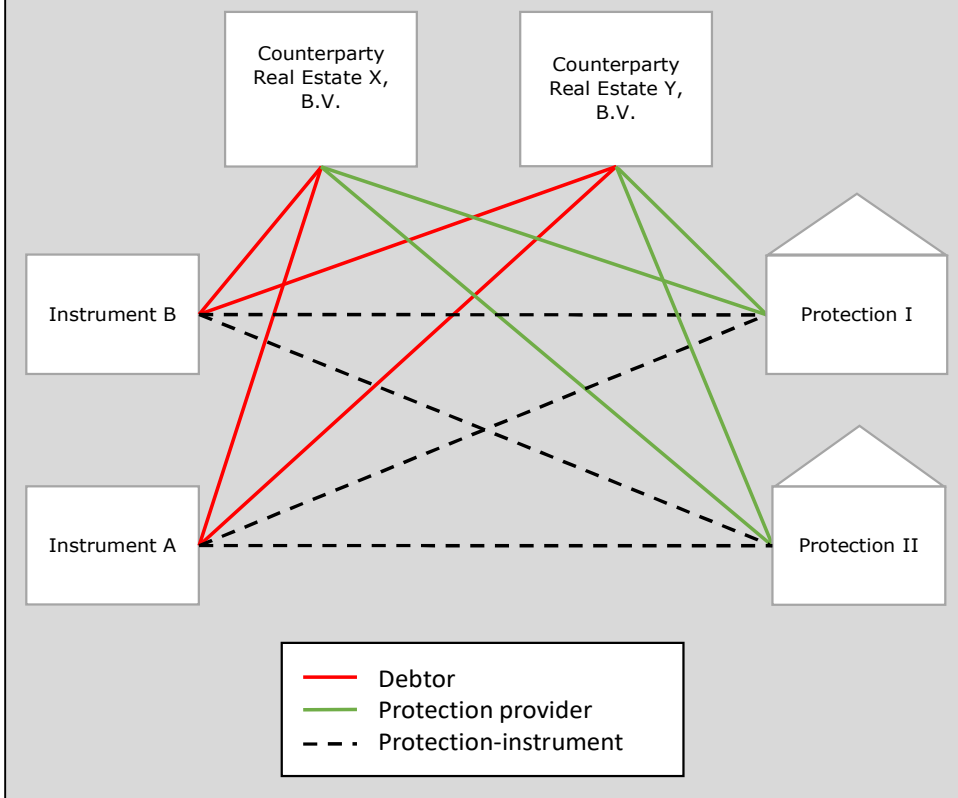 Counterparty
Real Estate X,
B.V.
Counterparty
Real Estate Y,
B.V.
Instrument B
Protection I
Instrument A
Protection II
Debtor
Protection provider
Protection-instrument